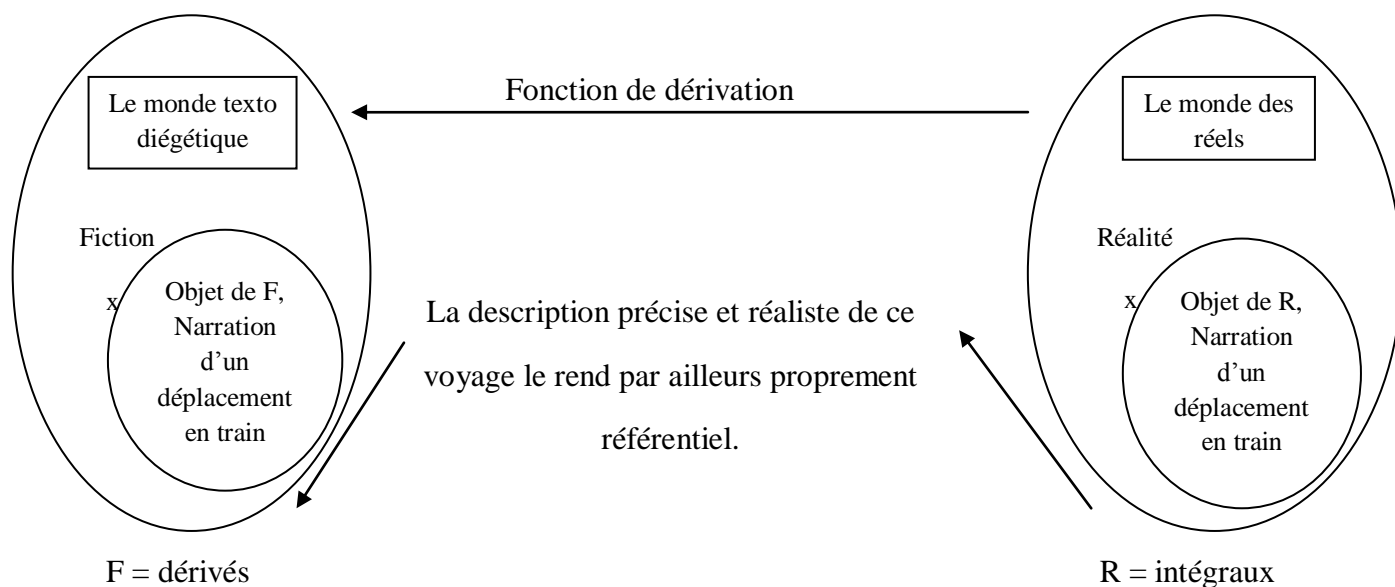 Le monde texto
diégétique
Fonction de dérivation
Le monde des
réels
Fiction
x
Objet de F,
Narration
d’un
déplacement
en train
La description précise et réaliste de ce
voyage le rend par ailleurs proprement
référentiel.
Réalité
x
Objet de R,
Narration
d’un
déplacement
en train
F = dérivés
R = intégraux